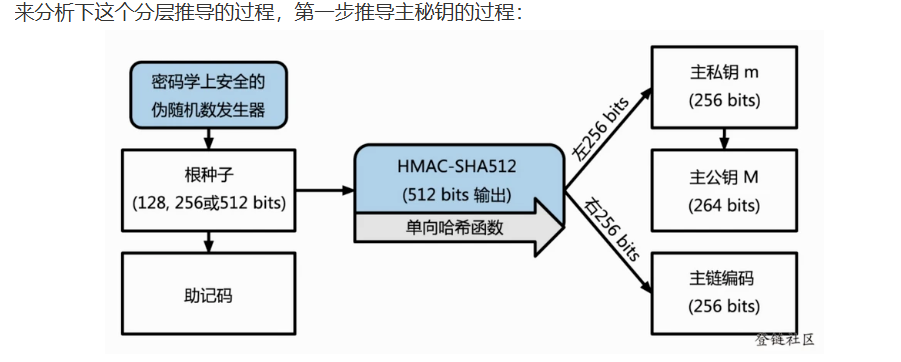 来分析下这个分层推导的过程，第一步推导主秘钥的过程：
密码学上安全的
伪随机数发生器
根种子
(128, 256或512 bits)
助记码
HMAC-SHA512
(512 bits 输出)
单向哈希函数
左256 bits
右256 bits
主私钥 m
(256 bits)
主公钥 M
(264 bits)
主链编码
(256 bits)
登链社区